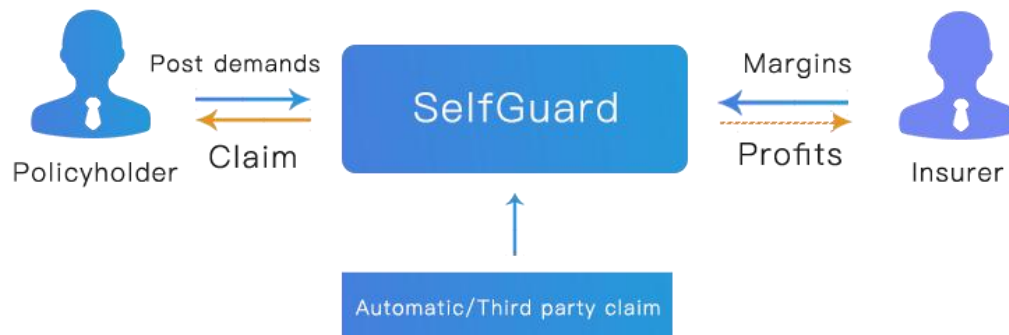 Post demands
SelfGuard
Margins
Claim
Profits
Policyholder
Insurer
Automatic/Third party claim